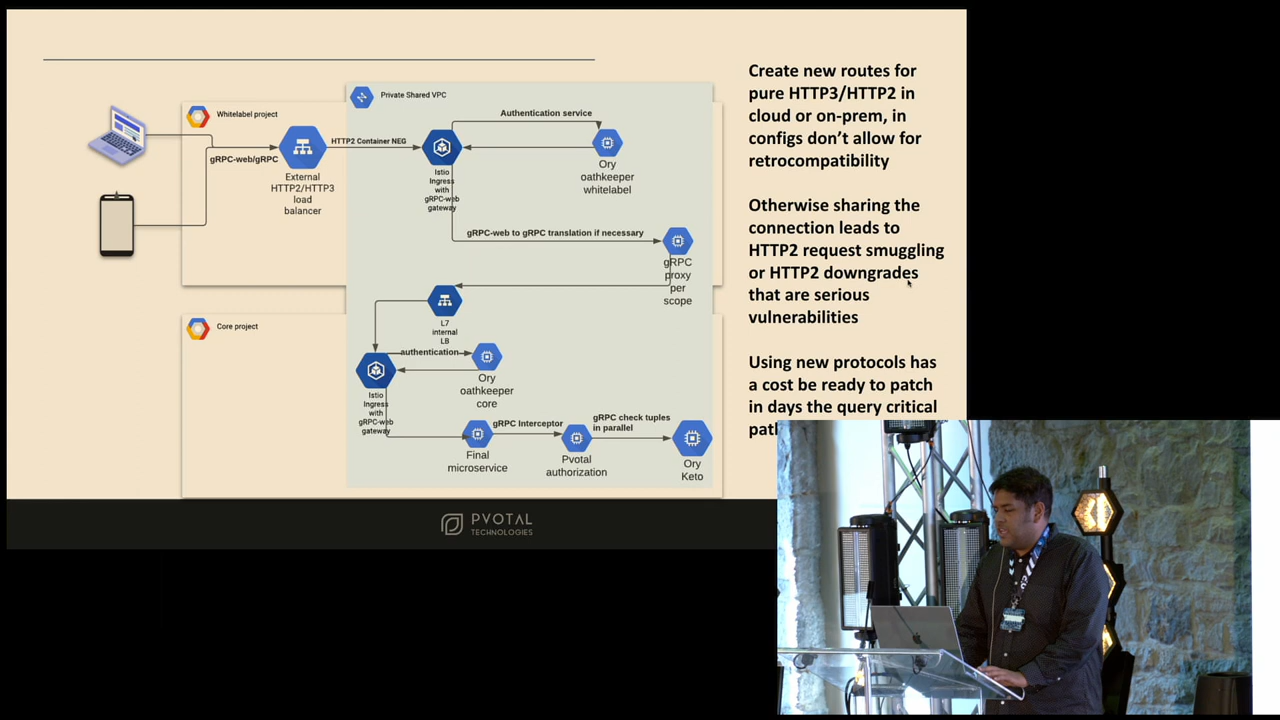 Private Shared VPC
Whitelabel project
Authentication service
HTTP2 Container NEG
gRPC-web/gRPC
External
HTTP2/HTTP3
load
balancer
Istio
Ingress
with
gRPC-web
gateway
Ory
oathkeeper
whitelabel
gRPC-web to gRPC translation if necessary
gRPC
proxy
per
scope
Core project
L7
internal
LB
authentication
Ory
oathkeeper
core
Istio
Ingress
with
gRPC-web
gateway
gRPC Interceptor
gRPC check tuples
in parallel
Final
microservice
Pvotal
authorization
Ory
Keto
Create new routes for
pure HTTP3/HTTP2 in
cloud or on-prem, in
configs don't allow for
retrocompatibility
Otherwise sharing the
connection leads to
HTTP2 request smuggling
or HTTP2 downgrades
that are serious
vulnerabilities
Using new protocols has
a cost be ready to patch
in days the query critical
PVOTAL
TECHNOLOGIES